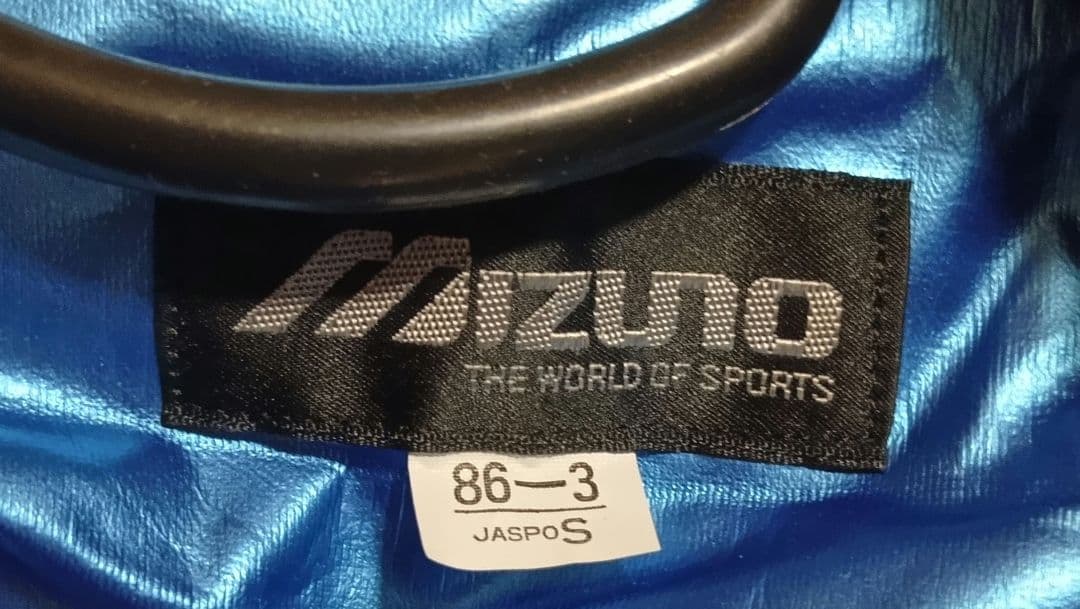 MIZUNO
THE WORLD OF SPORTS
86-3
JASPO S